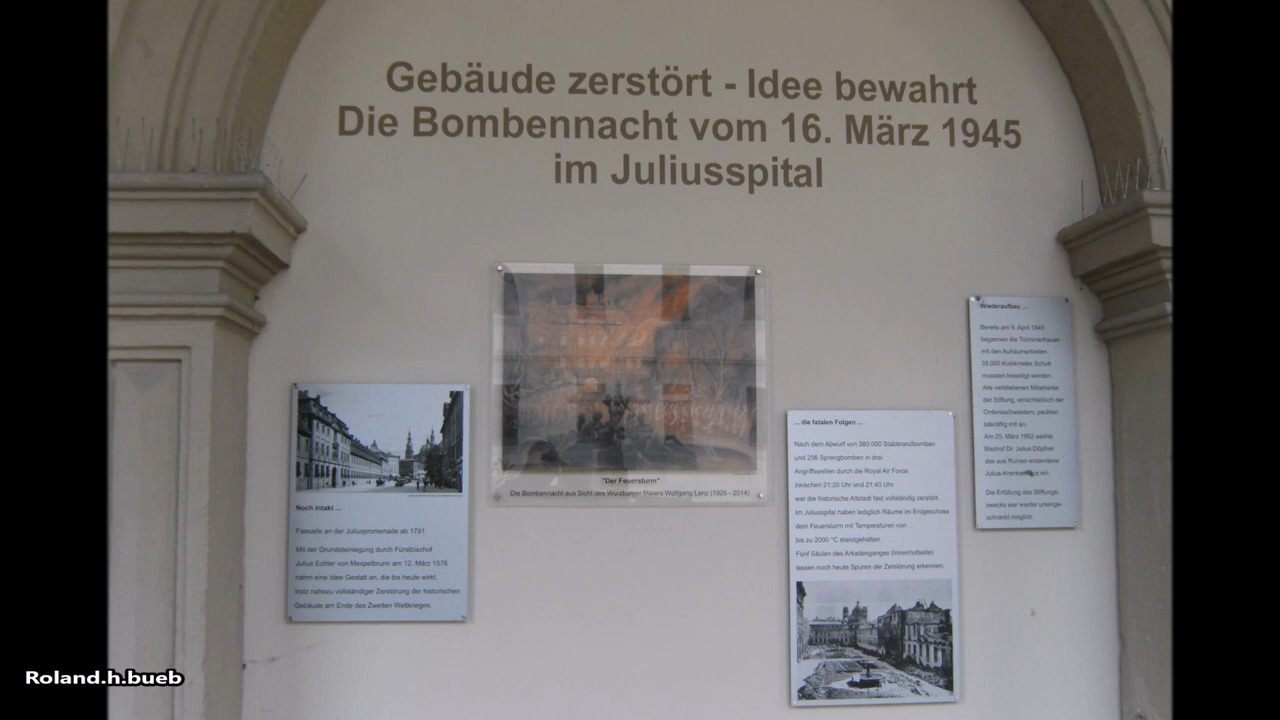 Gebäude zerstört - Idee bewahrt
Die Bombennacht vom 16. März 1945
im Juliusspital
"Der Feuersturm"
Die Bombennacht aus Sicht des Würzburger Malers Wolfgang Lenz (1925 - 2014)
Noch intakt ...
Fassade an der Juliuspromenade ab 1791.
Mit der Grundsteinlegung durch Fürstbischof
Julius Echter von Mespelbrunn am 12. März 1576
nahm eine Idee Gestalt an, die bis heute wirkt,
trotz nahezu vollständiger Zerstörung der historischen
Gebäude am Ende des Zweiten Weltkrieges.
... die fatalen Folgen ...
Nach dem Abwurf von 380.000 Stabbrandbomben
und 256 Sprengbomben in drei
Angriffswellen durch die Royal Air Force
zwischen 21:20 Uhr und 21:40 Uhr
war die historische Altstadt fast vollständig zerstört.
Im Juliusspital haben lediglich Räume im Erdgeschoss
dem Feuersturm mit Temperaturen von
bis zu 2000 °C standgehalten.
Fünf Säulen des Arkadenganges (Innenhofseite)
lassen noch heute Spuren der Zerstörung erkennen.
Wiederaufbau ...
Bereits am 9. April 1945
begannen die Trümmerfrauen
mit den Aufräumarbeiten.
35.000 Kubikmeter Schutt
mussten beseitigt werden.
Alle verbliebenen Mitarbeiter
der Stiftung, einschließlich der
Ordensschwestern, packten
tatkräftig mit an.
Am 20. März 1952 weihte
Bischof Dr. Julius Döpfner
das aus Ruinen entstandene
ein.
Die Erfüllung des Stiftungs-
zwecks war wieder uneinge-
schränkt möglich.
Roland.h.bueb